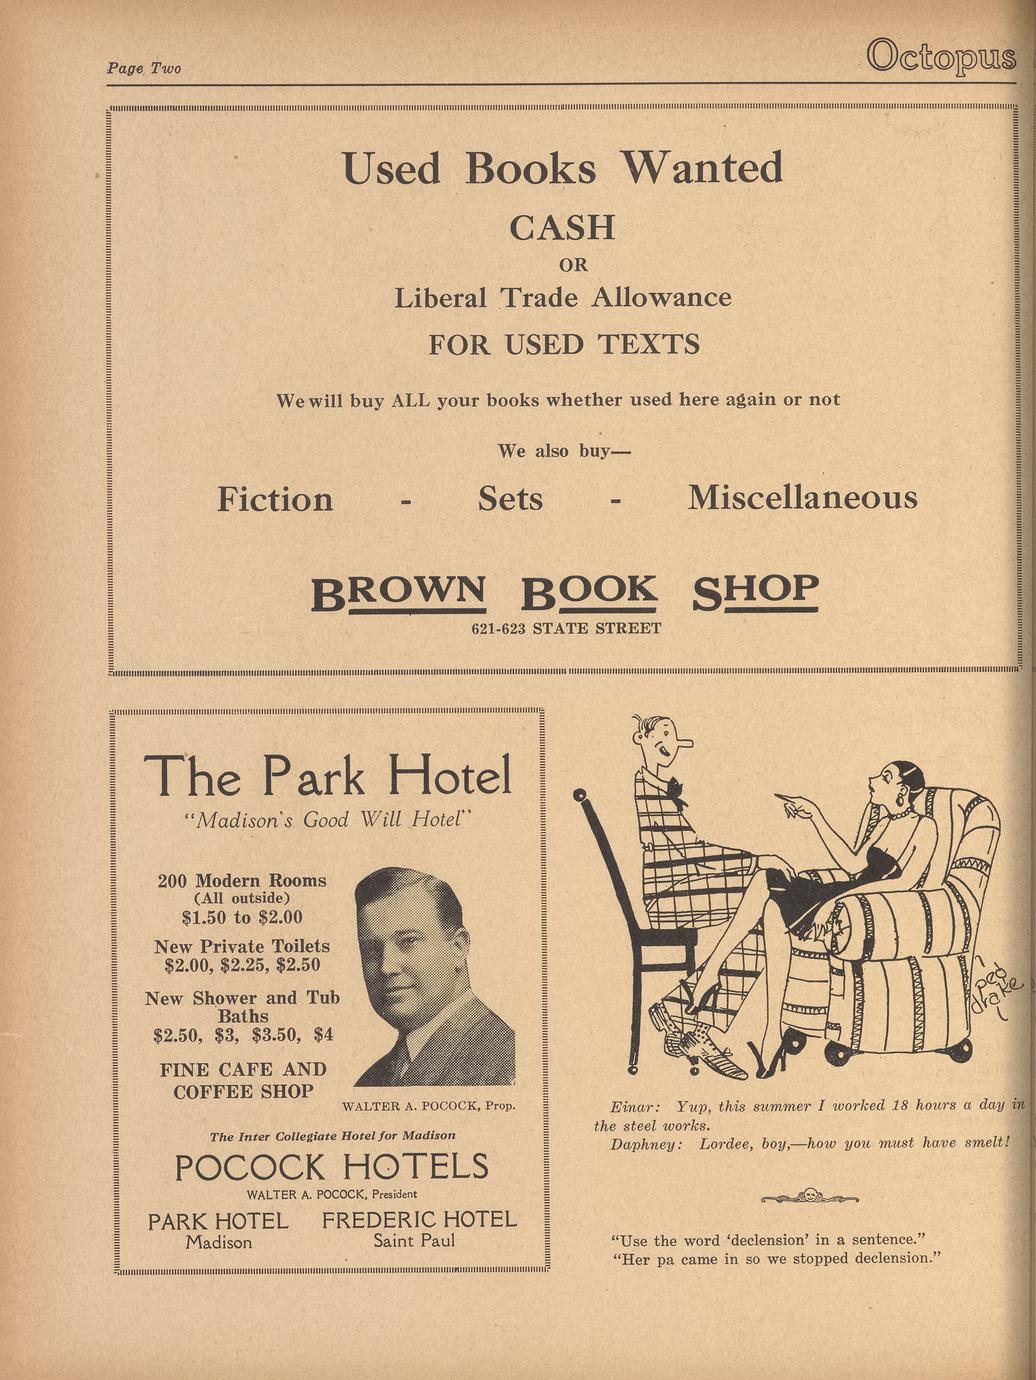 Page Two
Octopus
Used Books Wanted
CASH
OR
Liberal Trade Allowance
FOR USED TEXTS
We will buy ALL your books whether used here again or not
We also buy—
Fiction - Sets - Miscellaneous
BROWN BOOK SHOP
621-623 STATE STREET
The Park Hotel
“Madison's Good Will Hotel”
200 Modern Rooms
(All outside)
$1.50 to $2.00
New Private Toilets
$2.00, $2.25, $2.50
New Shower and Tub
Baths
$2.50, $3, $3.50, $4
FINE CAFE AND
COFFEE SHOP
WALTER A. POCOCK, Prop.
The Inter Collegiate Hotel for Madison
POCOCK HOTELS
WALTER A. POCOCK, President
PARK HOTEL FREDERIC HOTEL
Madison Saint Paul
ped
drake
Einar: Yup, this summer I worked 18 hours a day in
the steel works.
Daphney: Lordee, boy,—how you must have smelt!
“Use the word ‘declension’ in a sentence.”
“Her pa came in so we stopped declension.”